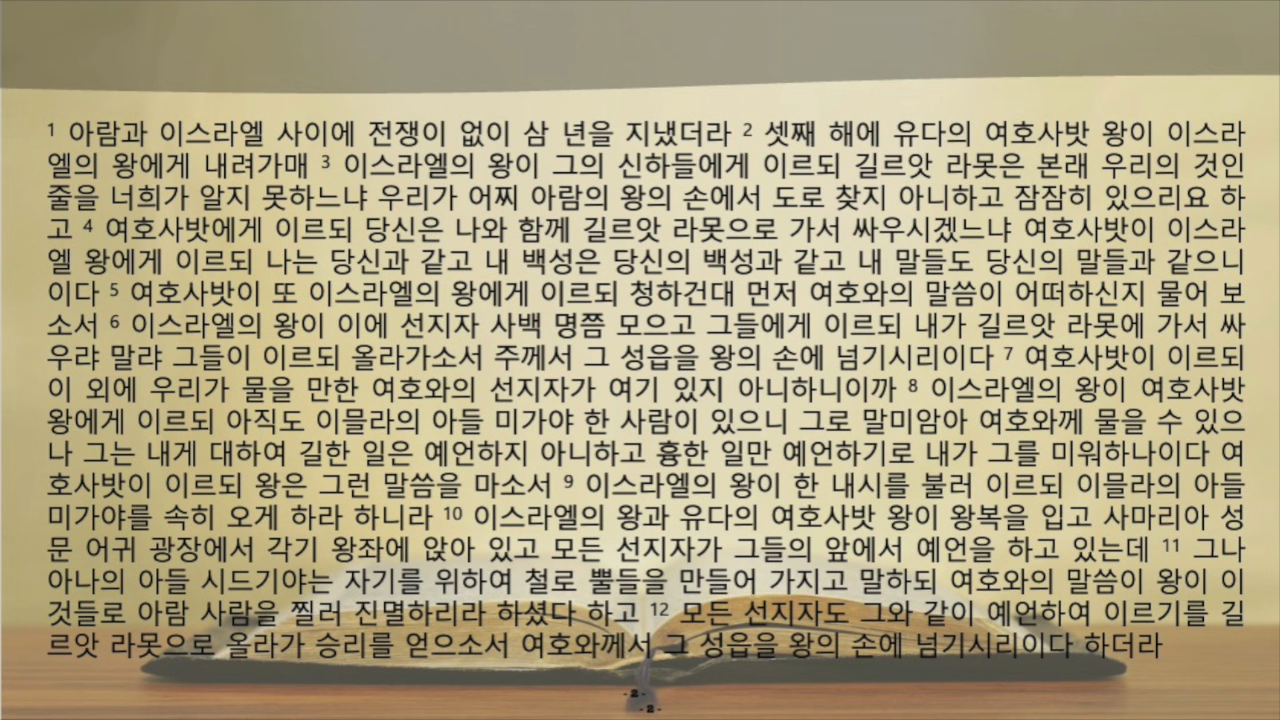 1 아람과 이스라엘 사이에 전쟁이 없이 삼 년을 지냈더라 2 셋째 해에 유다의 여호사밧 왕이 이스라
엘의 왕에게 내려가매 3 이스라엘의 왕이 그의 신하들에게 이르되 길르앗 라못은 본래 우리의 것인
줄을 너희가 알지 못하느냐 우리가 어찌 아람의 왕의 손에서 도로 찾지 아니하고 잠잠히 있으리요 하
고 4 여호사밧에게 이르되 당신은 나와 함께 길르앗 라못으로 가서 싸우시겠느냐 여호사밧이 이스라
엘 왕에게 이르되 나는 당신과 같고 내 백성은 당신의 백성과 같고 내 말들도 당신의 말들과 같으니
이다 5 여호사밧이 또 이스라엘의 왕에게 이르되 청하건대 먼저 여호와의 말씀이 어떠하신지 물어 보
소서 6 이스라엘의 왕이 이에 선지자 사백 명쯤 모으고 그들에게 이르되 내가 길르앗 라못에 가서 싸
우랴 말랴 그들이 이르되 올라가소서 주께서 그 성읍을 왕의 손에 넘기시리이다 7 여호사밧이 이르되
이 외에 우리가 물을 만한 여호와의 선지자가 여기 있지 아니하니이까 8 이스라엘의 왕이 여호사밧
왕에게 이르되 아직도 이믈라의 아들 미가야 한 사람이 있으니 그로 말미암아 여호와께 물을 수 있으
나 그는 내게 대하여 길한 일은 예언하지 아니하고 흉한 일만 예언하기로 내가 그를 미워하나이다 여
호사밧이 이르되 왕은 그런 말씀을 마소서 9 이스라엘의 왕이 한 내시를 불러 이르되 이믈라의 아들
미가야를 속히 오게 하라 하니라 10 이스라엘의 왕과 유다의 여호사밧 왕이 왕복을 입고 사마리아 성
문 어귀 광장에서 각기 왕좌에 앉아 있고 모든 선지자가 그들의 앞에서 예언을 하고 있는데 11 그나
아나의 아들 시드기야는 자기를 위하여 철로 뿔들을 만들어 가지고 말하되 여호와의 말씀이 왕이 이
것들로 아람 사람을 찔러 진멸하리라 하셨다 하고 12 모든 선지자도 그와 같이 예언하여 이르기를 길
르앗 라못으로 올라가 승리를 얻으소서 여호와께서 그 성읍을 왕의 손에 넘기시리이다 하더라
- 2 -
- 2 -